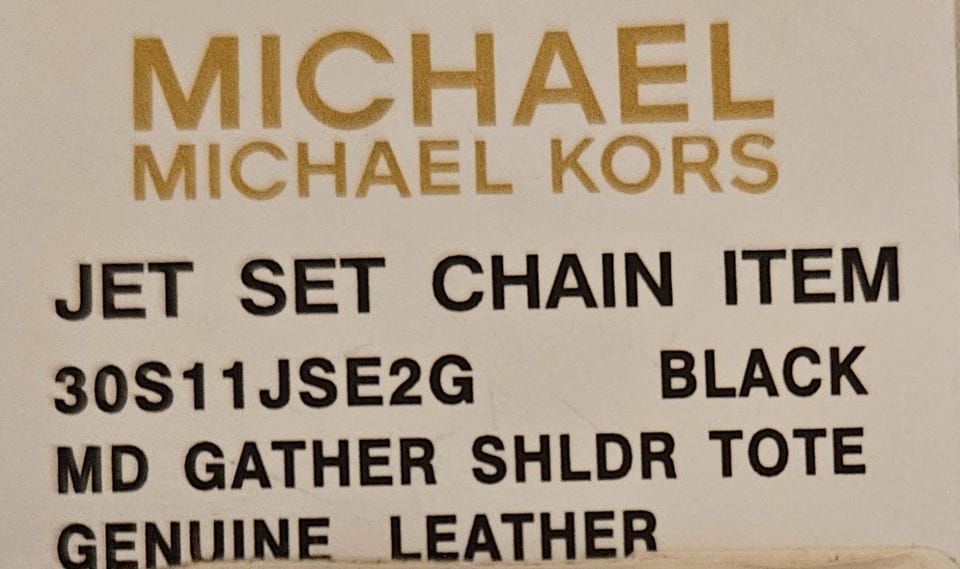 MICHAEL
MICHAEL KORS
JET SET CHAIN ITEM
30S11JSE2G BLACK
MD GATHER SHLDR TOTE
GENUINE LEATHER